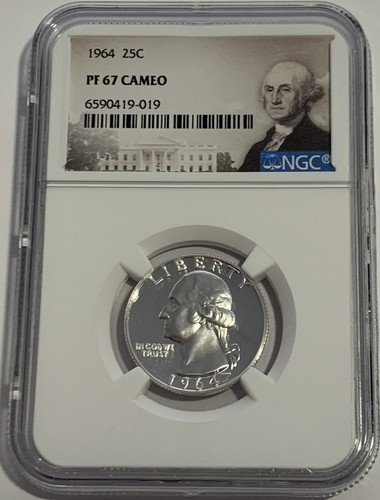 1964 25C
PF 67 CAMEO
6590419-019
NGC®
LIBERTY
IN GOD WE
TRUST
1964